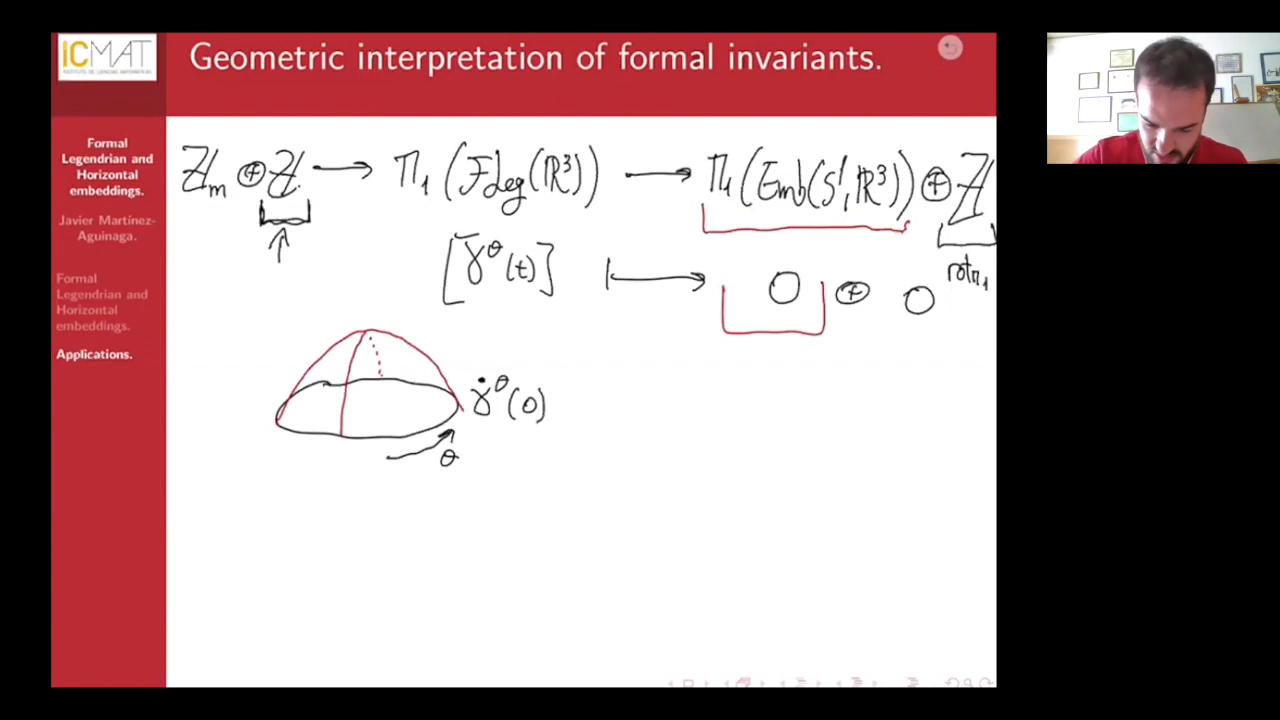 ICMAT
Geometric interpretation of formal invariants.
Formal
Legendrian and
Horizontal
embeddings.
Javier Martínez-
Aguinaga.
Formal
Legendrian and
Horizontal
embeddings.
Applications.
ℤm ⊕ ℤ → π1 (FLeg(ℝ³)) → π1 (Emb(S¹, ℝ³)) ⊕ ℤ
rotπ1
[γ̄^θ(t)] ↦ 0 ⊕ 0
γ̇^θ(0)
θ